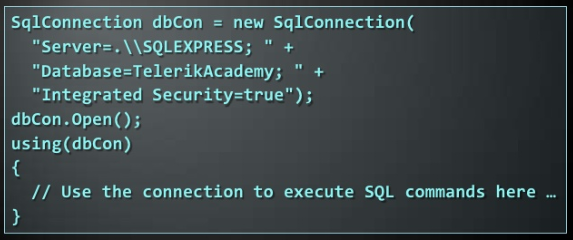 SqlConnection dbCon = new SqlConnection(
  "Server=.\\SQLEXPRESS; " +
  "Database=TelerikAcademy; " +
  "Integrated Security=true");
dbCon.Open();
using(dbCon)
{
  // Use the connection to execute SQL commands here …
}